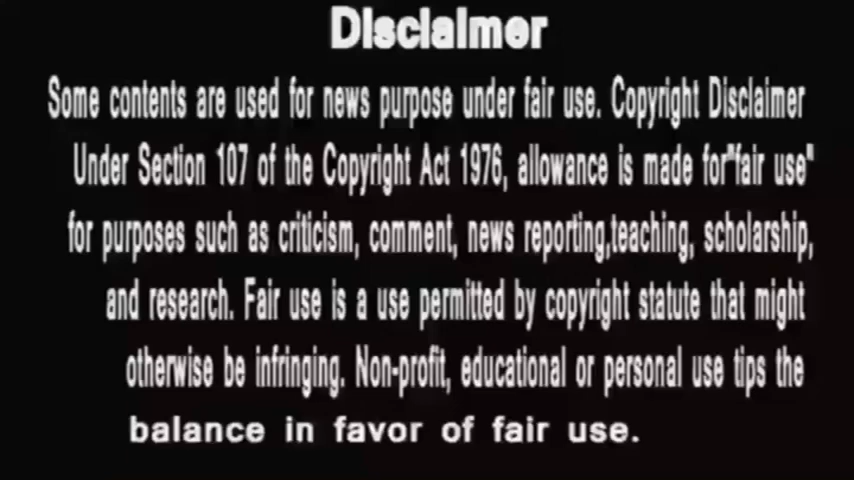 Disclaimer
Some contents are used for news purpose under fair use. Copyright Disclaimer
Under Section 107 of the Copyright Act 1976, allowance is made for"fair use"
for purposes such as criticism, comment, news reporting,teaching, scholarship,
and research. Fair use is a use permitted by copyright statute that might
otherwise be infringing. Non-profit, educational or personal use tips the
balance in favor of fair use.